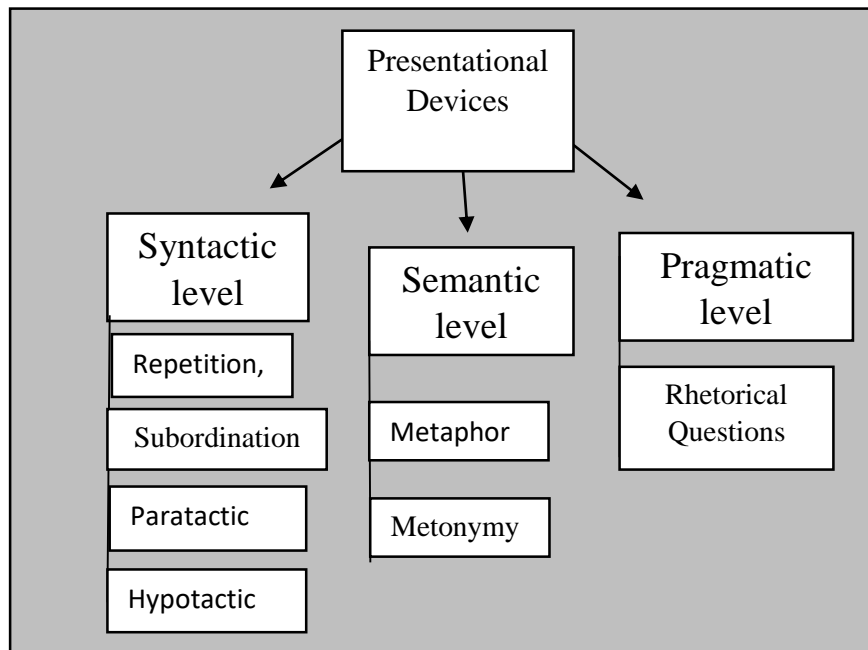 Presentational
Devices
Syntactic
level
Repetition,
Subordination
Paratactic
Hypotactic
Semantic
level
Metaphor
Metonymy
Pragmatic
level
Rhetorical
Questions